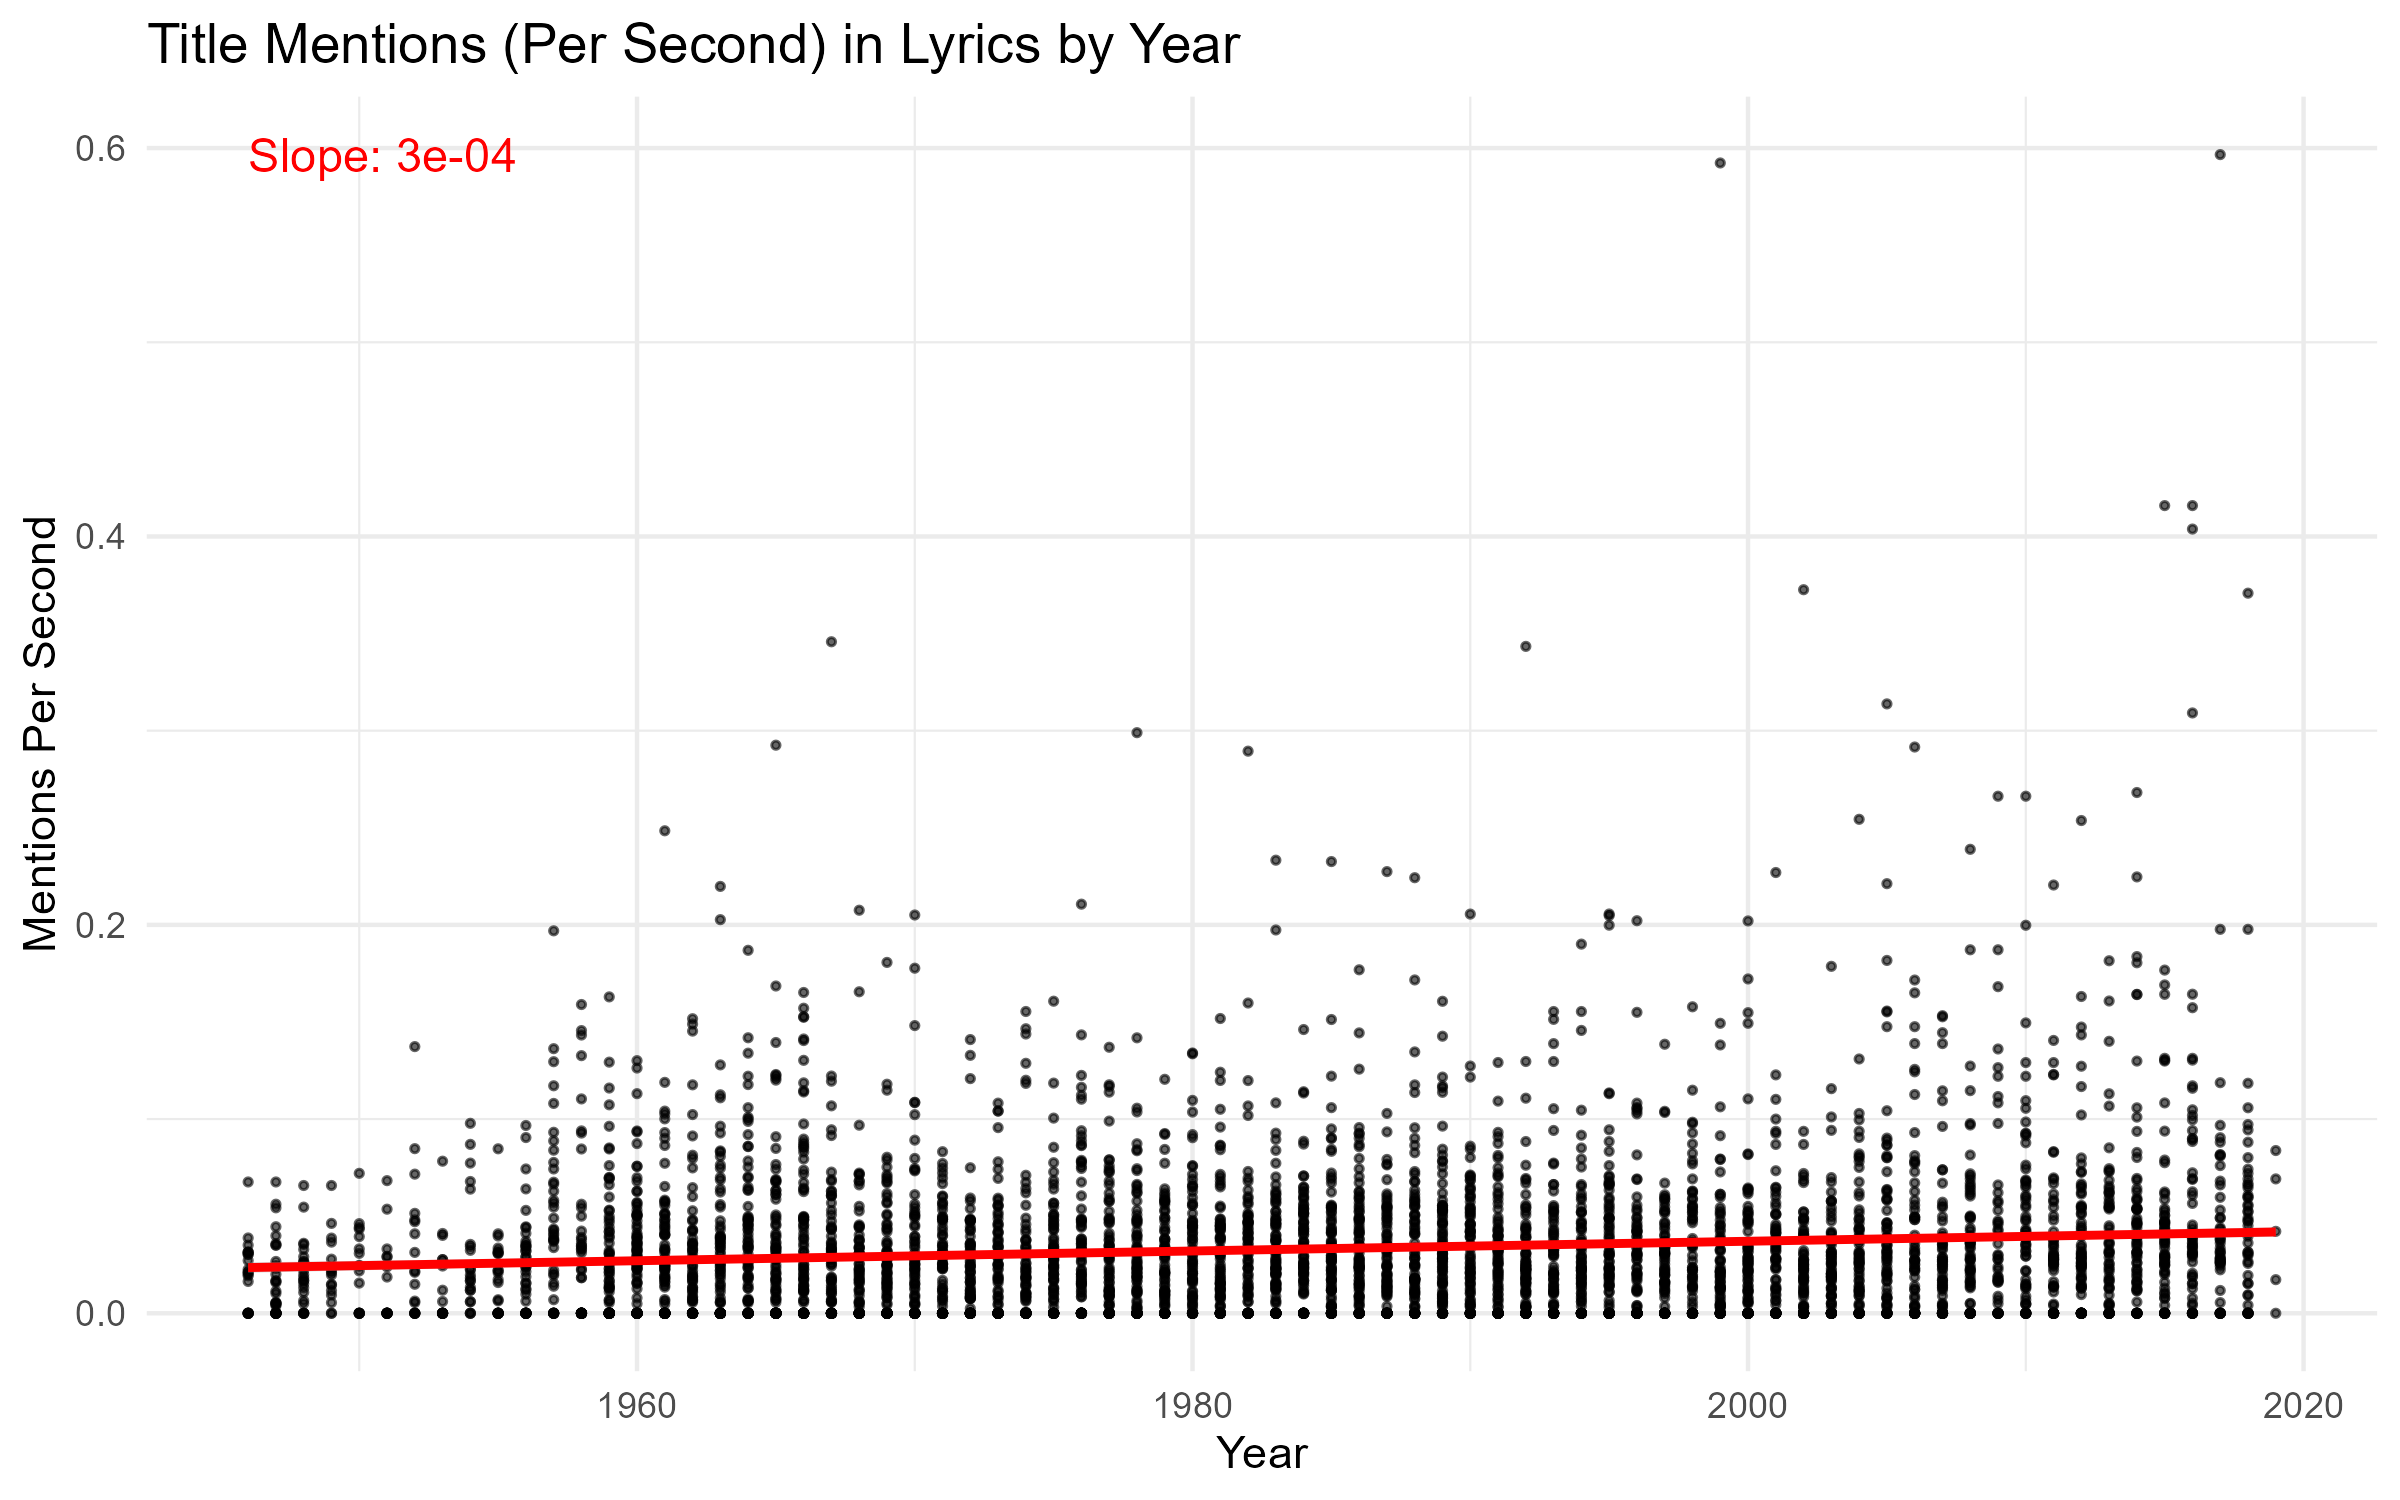 Title Mentions (Per Second) in Lyrics by Year
Slope: 3e-04
0.6
0.4
0.2
0.0
Mentions Per Second
1960
1980
2000
2020
Year